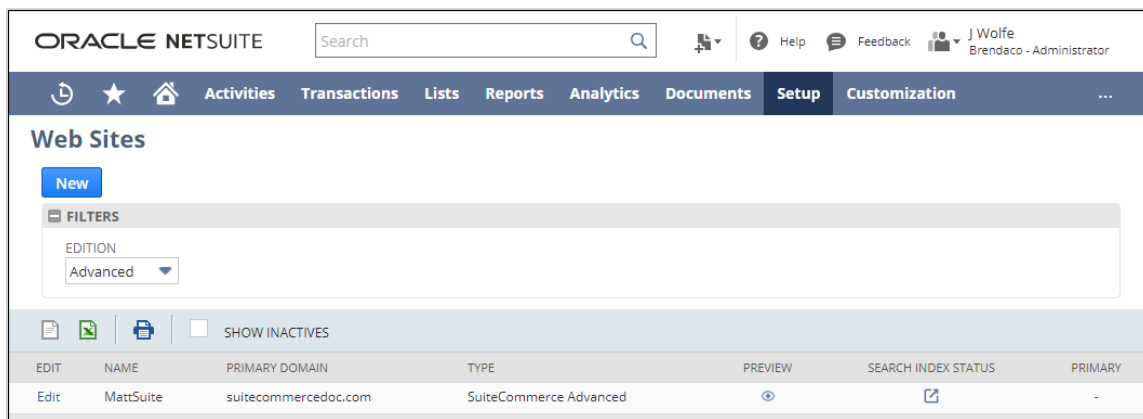 ORACLE NETSUITE Search Help Feedback J Wolfe
Brendaco - Administrator
Activities Transactions Lists Reports Analytics Documents Setup Customization ...
Web Sites
New
FILTERS
EDITION
Advanced
SHOW INACTIVES
EDIT NAME PRIMARY DOMAIN TYPE PREVIEW SEARCH INDEX STATUS PRIMARY
Edit MattSuite suitecommercedoc.com SuiteCommerce Advanced -